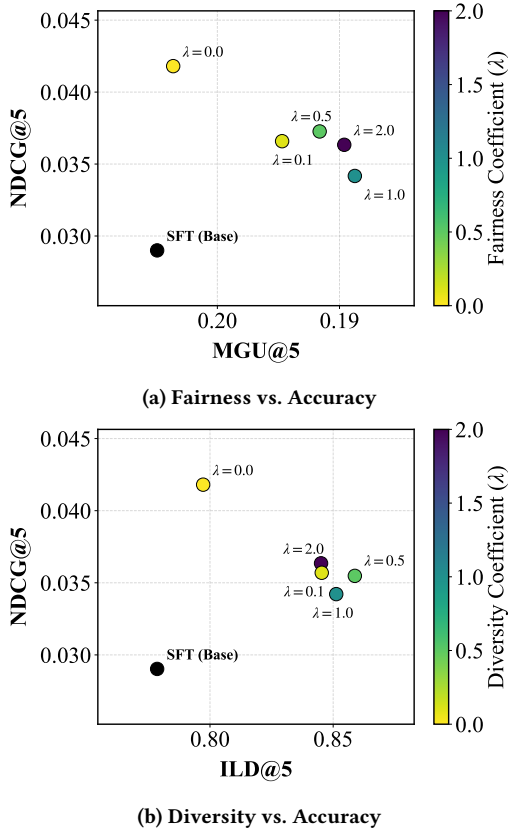 0.045
0.040
0.035
0.030
NDCG@5
λ = 0.0
λ = 0.5
λ = 2.0
λ = 0.1
λ = 1.0
SFT (Base)
0.20
0.19
MGU@5
2.0
1.5
1.0
0.5
0.0
Fairness Coefficient (λ)
(a) Fairness vs. Accuracy
0.045
0.040
0.035
0.030
NDCG@5
λ = 0.0
λ = 2.0
λ = 0.5
λ = 0.1
λ = 1.0
SFT (Base)
0.80
0.85
ILD@5
2.0
1.5
1.0
0.5
0.0
Diversity Coefficient (λ)
(b) Diversity vs. Accuracy